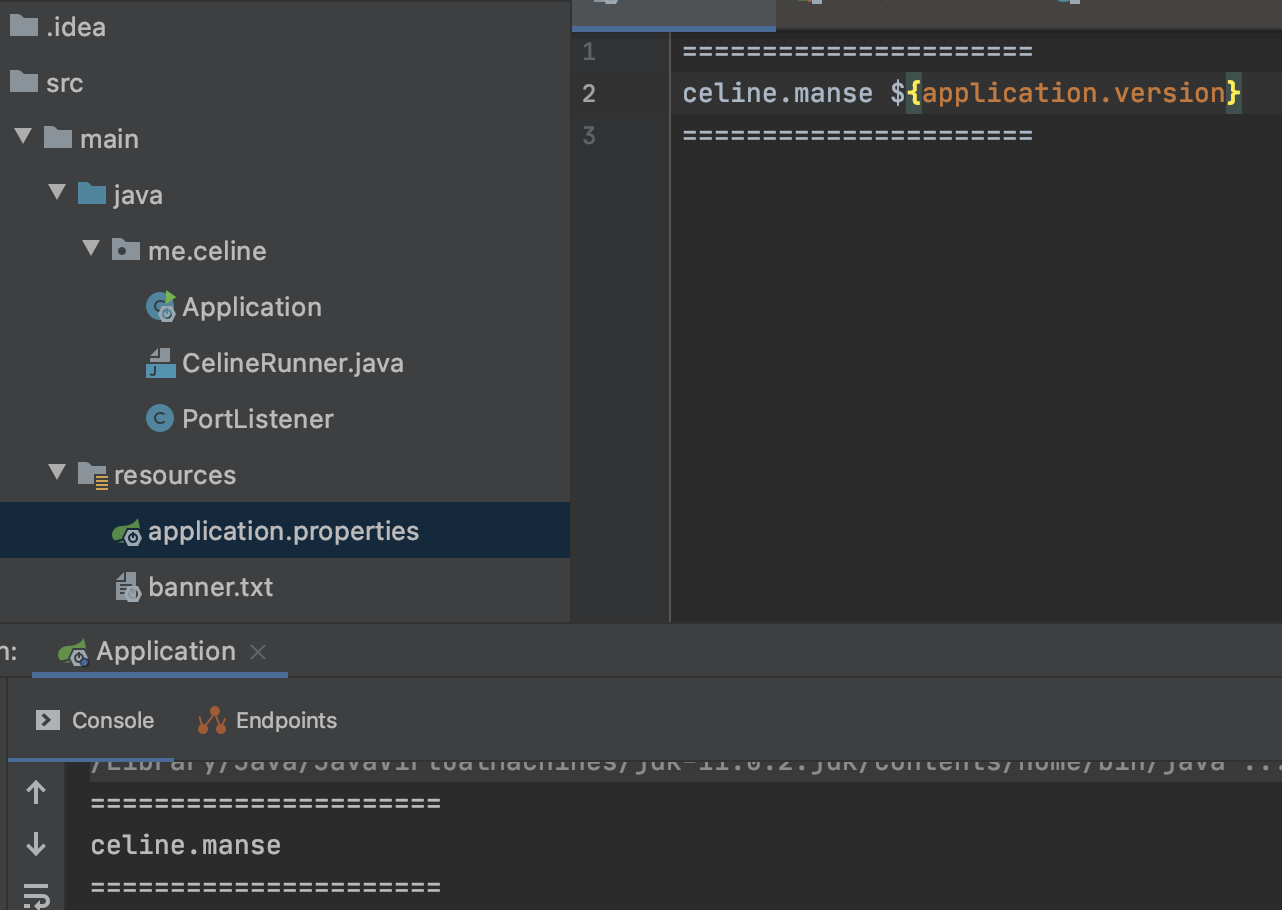 .idea
src
main
java
me.celine
Application
CelineRunner.java
PortListener
resources
application.properties
banner.txt
1 =====================
2 celine.manse ${application.version}
3 =====================
n:
Application
Console
Endpoints
/Library/Java/JavaVirtualMachines/jdk-11.0.2.jdk/Contents/Home/bin/java ...
======================
celine.manse
======================